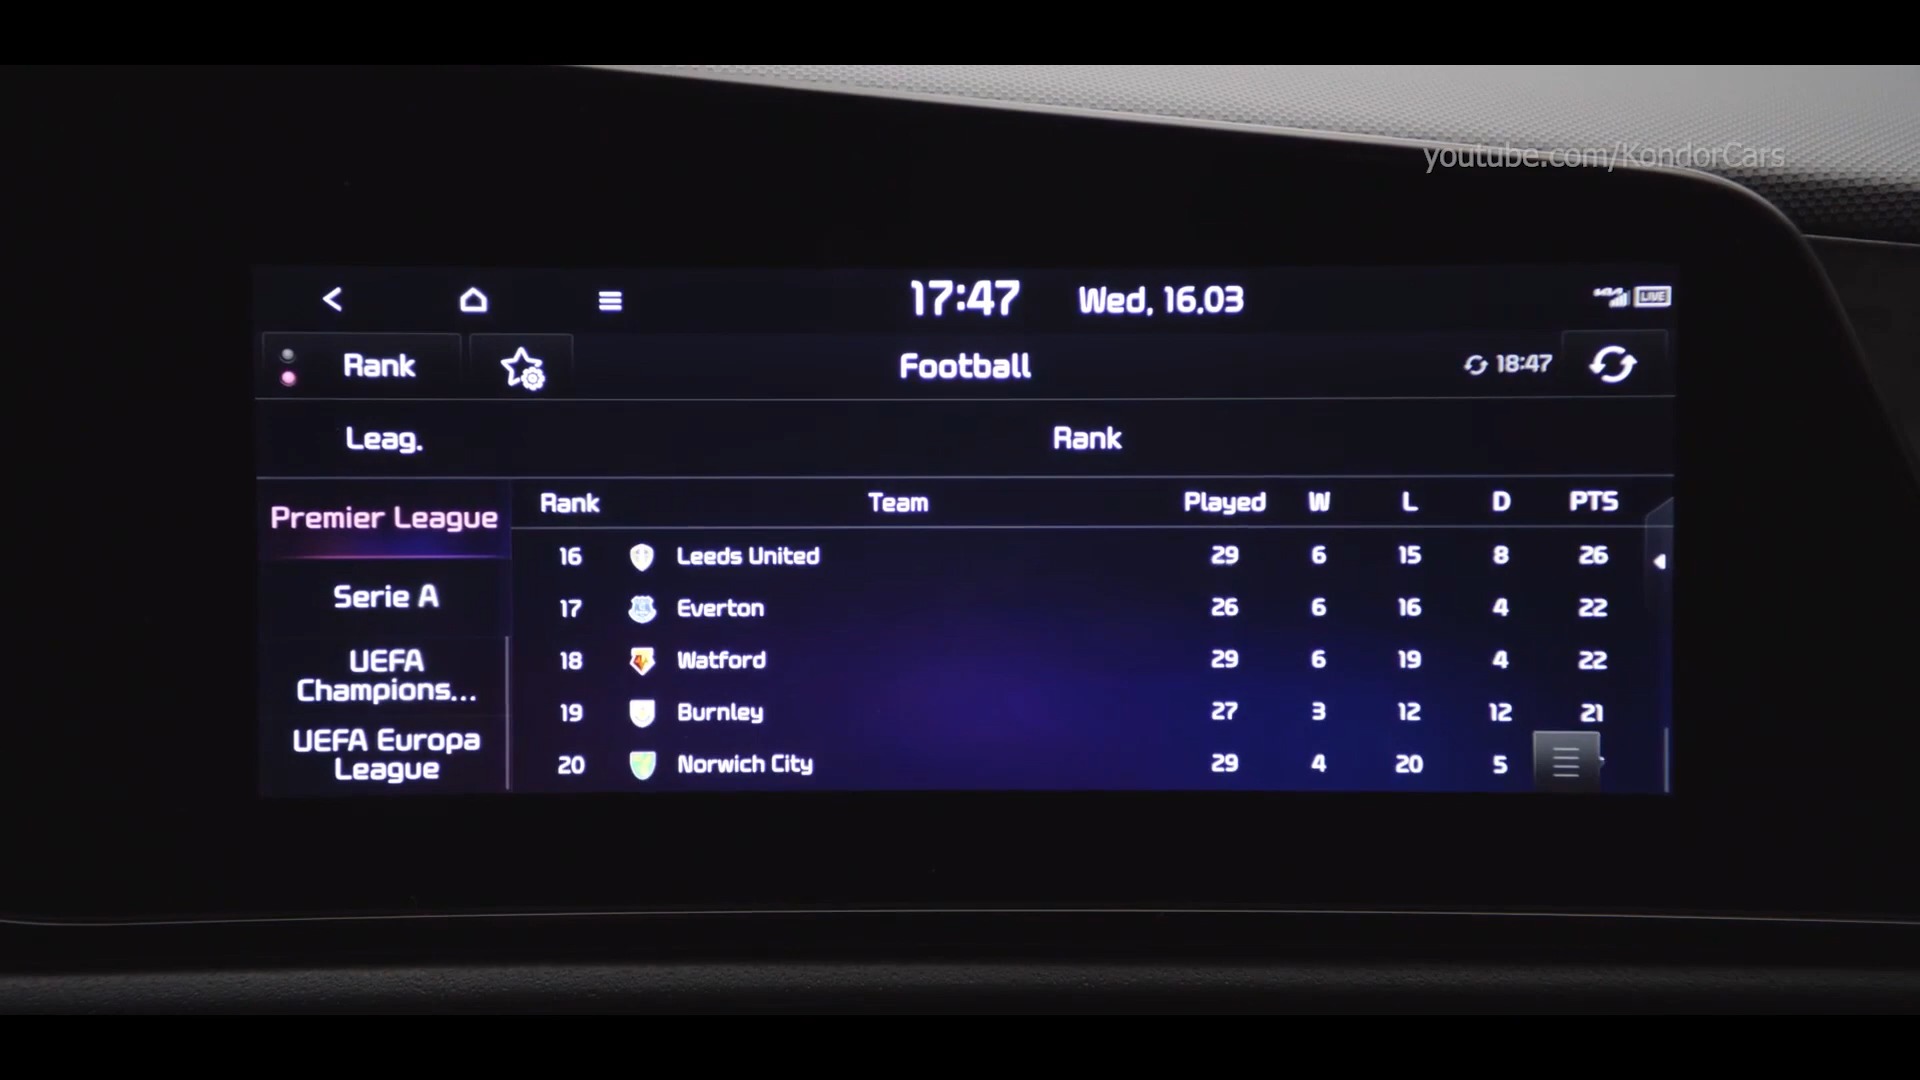 youtube.com/KondorCars
17:47 Wed, 16.03 LIVE
Rank Football 18:47
Leag. Rank
Premier League
Serie A
UEFA
Champions...
UEFA Europa
League
Rank Team Played W L D PTS
16 Leeds United 29 6 15 8 26
17 Everton 26 6 16 4 22
18 Watford 29 6 19 4 22
19 Burnley 27 3 12 12 21
20 Norwich City 29 4 20 5